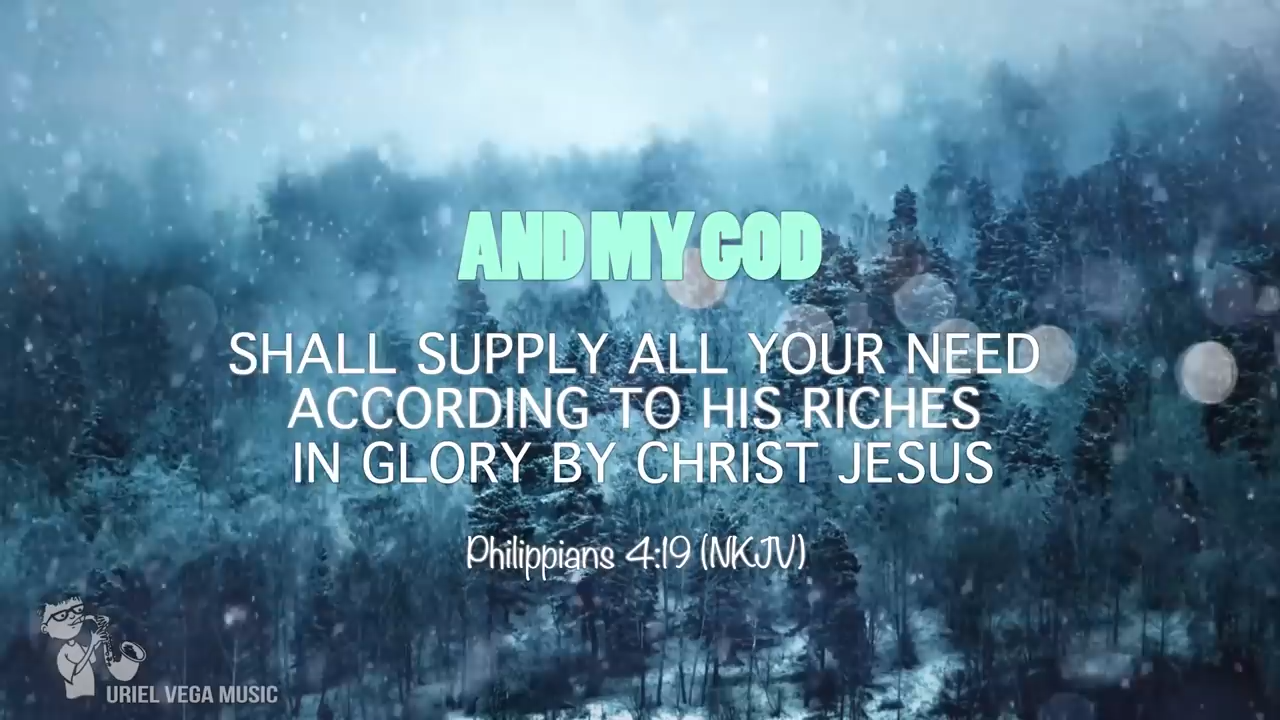 AND MY GOD
SHALL SUPPLY ALL YOUR NEED
ACCORDING TO HIS RICHES
IN GLORY BY CHRIST JESUS
Philippians 4:19 (NKJV)
URIEL VEGA MUSIC